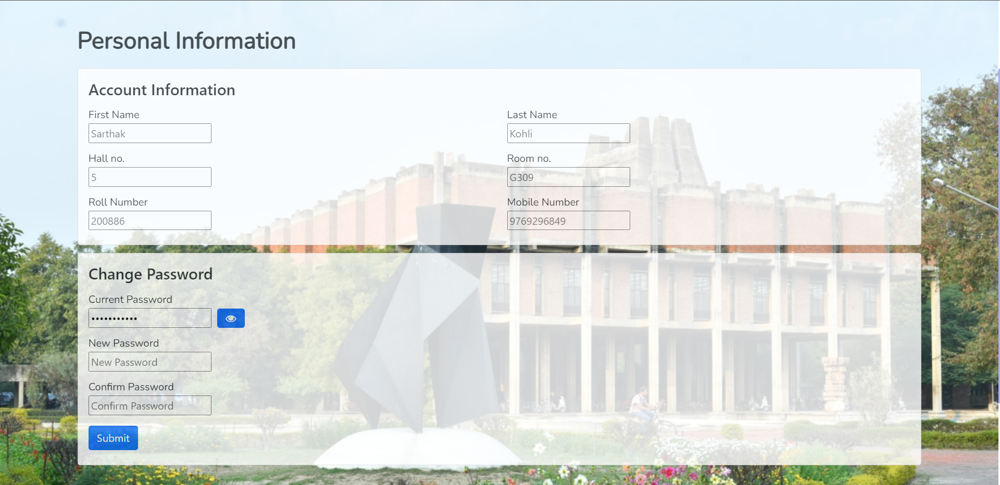 Personal Information
Account Information
First Name
Last Name
Sarthak
Kohli
Hall no.
Room no.
5
G309
Roll Number
Mobile Number
200886
9769296849
Change Password
Current Password
•••••••••••
New Password
New Password
Confirm Password
Confirm Password
Submit